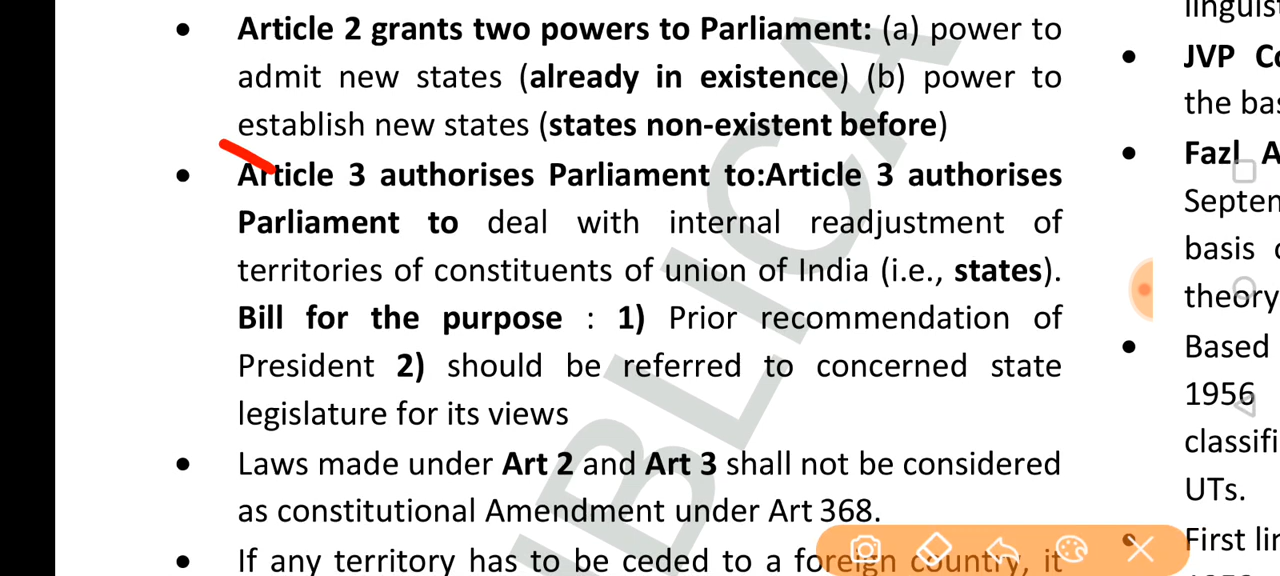 • Article 2 grants two powers to Parliament: (a) power to
admit new states (already in existence) (b) power to
establish new states (states non-existent before)
• Article 3 authorises Parliament to:Article 3 authorises
Parliament to deal with internal readjustment of
territories of constituents of union of India (i.e., states).
Bill for the purpose : 1) Prior recommendation of
President 2) should be referred to concerned state
legislature for its views
• Laws made under Art 2 and Art 3 shall not be considered
as constitutional Amendment under Art 368.
• If any territory has to be ceded to a foreign country, it
• JVP
the
• Fazl A
basis
theory
• Based
1956
UTs.
• First